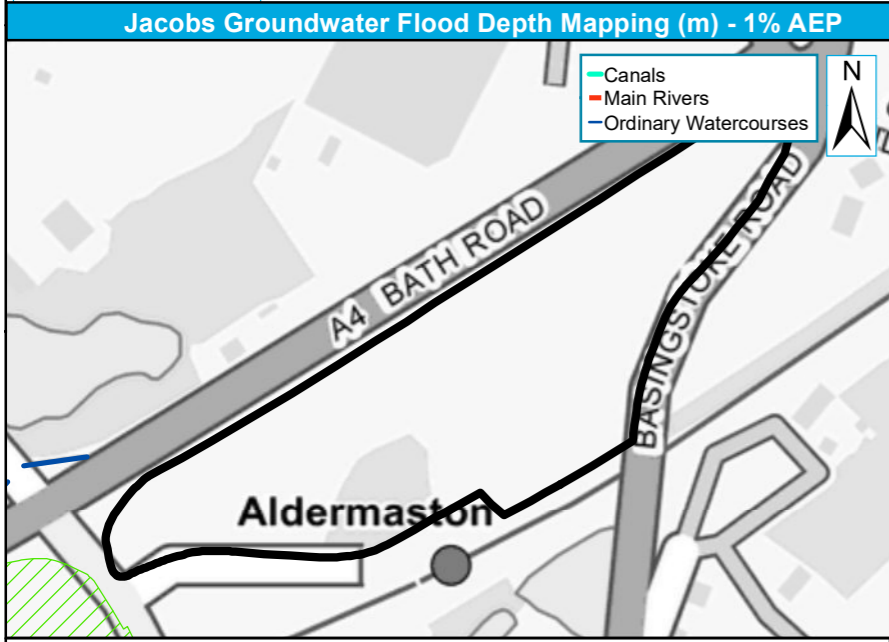 Jacobs Groundwater Flood Depth Mapping (m) - 1% AEP
Canals
Main Rivers
Ordinary Watercourses
N
A4 BATH ROAD
BASINGSTOKE ROAD
Aldermaston